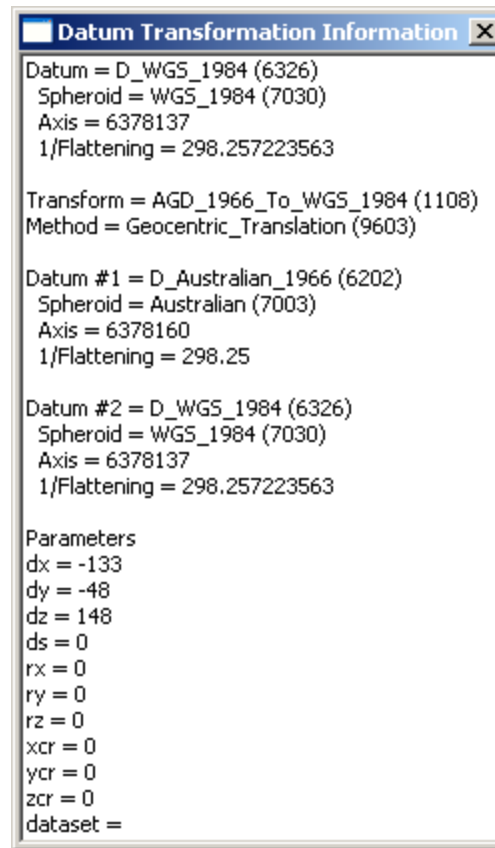 Datum Transformation Information
Datum = D_WGS_1984 (6326)
Spheroid = WGS_1984 (7030)
Axis = 6378137
1/Flattening = 298.257223563
Transform = AGD_1966_To_WGS_1984 (1108)
Method = Geocentric_Translation (9603)
Datum #1 = D_Australian_1966 (6202)
Spheroid = Australian (7003)
Axis = 6378160
1/Flattening = 298.25
Datum #2 = D_WGS_1984 (6326)
Spheroid = WGS_1984 (7030)
Axis = 6378137
1/Flattening = 298.257223563
Parameters
dx = -133
dy = -48
dz = 148
ds = 0
rx = 0
ry = 0
rz = 0
xcr = 0
ycr = 0
zcr = 0
dataset =